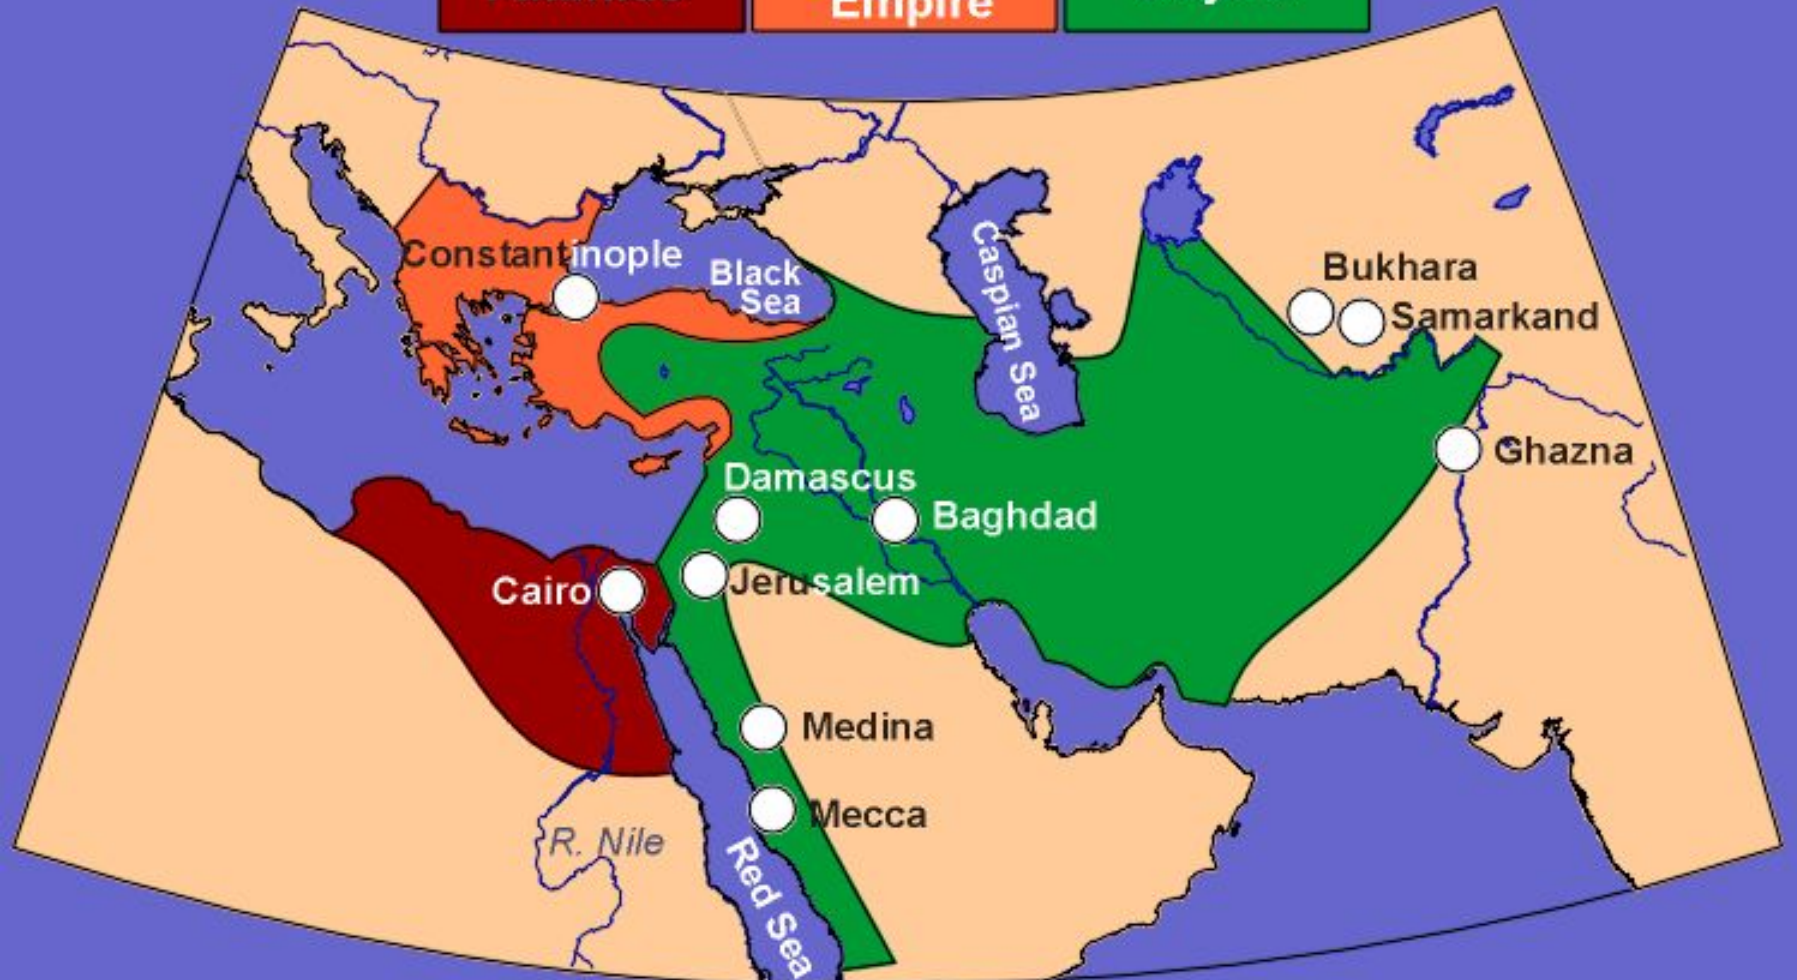 Empire
Constantinople
Black
Sea
Caspian Sea
Bukhara
Samarkand
Ghazna
Damascus
Baghdad
Cairo
Jerusalem
Medina
Mecca
R. Nile
Red Sea